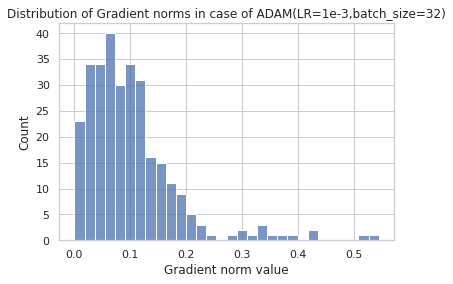 Distribution of Gradient norms in case of ADAM(LR=1e-3,batch_size=32)
40
35
30
25
20
15
10
5
0
Count
0.0 0.1 0.2 0.3 0.4 0.5
Gradient norm value